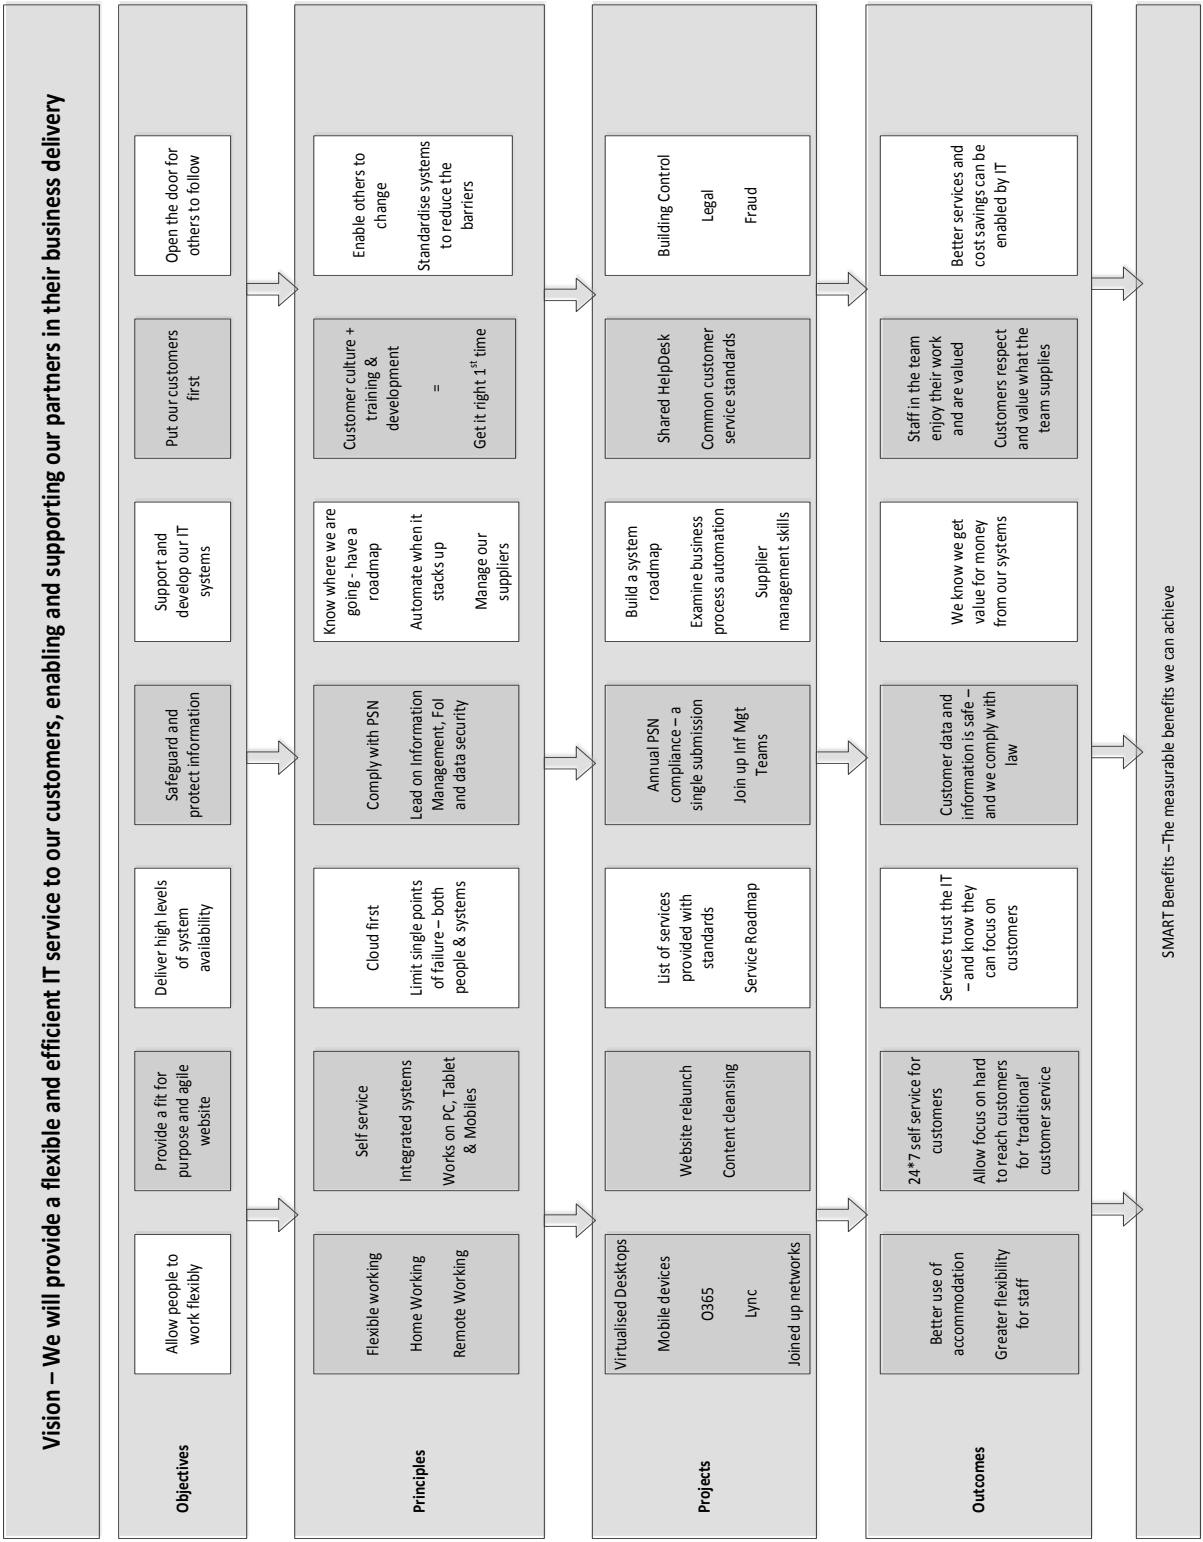 Vision – We will provide a flexible and efficient IT service to our customers, enabling and supporting our partners in their business delivery
Objectives
Allow people to
work flexibly
Provide a fit for
purpose and agile
website
Deliver high levels
of system
availability
Safeguard and
protect information
Support and
develop our IT
systems
Put our customers
first
Open the door for
others to follow
Principles
Flexible working
Home Working
Remote Working
Self service
Integrated systems
Works on PC, Tablet
& Mobiles
Cloud first
Limit single points
of failure – both
people & systems
Comply with PSN
Lead on Information
Management, FoI
and data security
Know where we are
going - have a
roadmap
Automate when it
stacks up
Manage our
suppliers
Customer culture +
training &
development
=
Get it right 1st time
Enable others to
change
Standardise systems
to reduce the
barriers
Projects
Virtualised Desktops
Mobile devices
O365
Lync
Joined up networks
Website relaunch
Content cleansing
List of services
provided with
standards
Service Roadmap
Annual PSN
compliance – a
single submission
Join up Inf Mgt
Teams
Build a system
roadmap
Examine business
process automation
Supplier
management skills
Shared HelpDesk
Common customer
service standards
Building Control
Legal
Fraud
Outcomes
Better use of
accommodation
Greater flexibility
for staff
24*7 self service for
customers
Allow focus on hard
to reach customers
for ‘traditional’
customer service
Services trust the IT
– and know they
can focus on
customers
Customer data and
information is safe –
and we comply with
law
We know we get
value for money
from our systems
Staff in the team
enjoy their work
and are valued
Customers respect
and value what the
team supplies
Better services and
cost savings can be
enabled by IT
SMART Benefits –The measurable benefits we can achieve